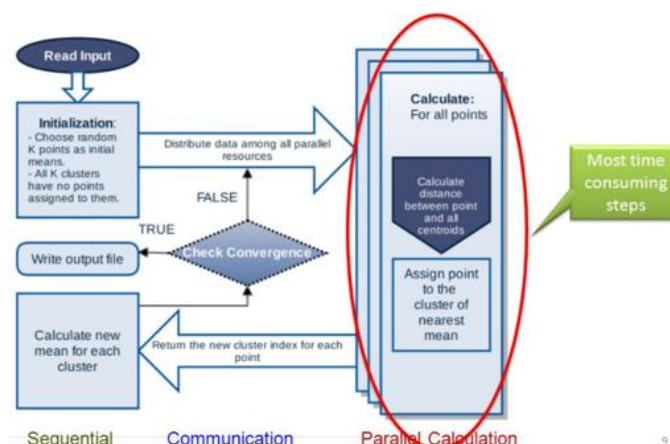 Read Input
Initialization:
- Choose random
K points as initial
means.
- All K clusters
have no points
assigned to them.
Distribute data among all parallel
resources
FALSE
TRUE
Check Convergence
Write output file
Calculate new
mean for each
cluster
Return the new cluster index for each
point
Calculate:
For all points
Calculate
distance
between point
and all
centroids
Assign point
to the
cluster of
nearest
mean
Most time
consuming
steps
Sequential
Communication
Parallel Calculation
9